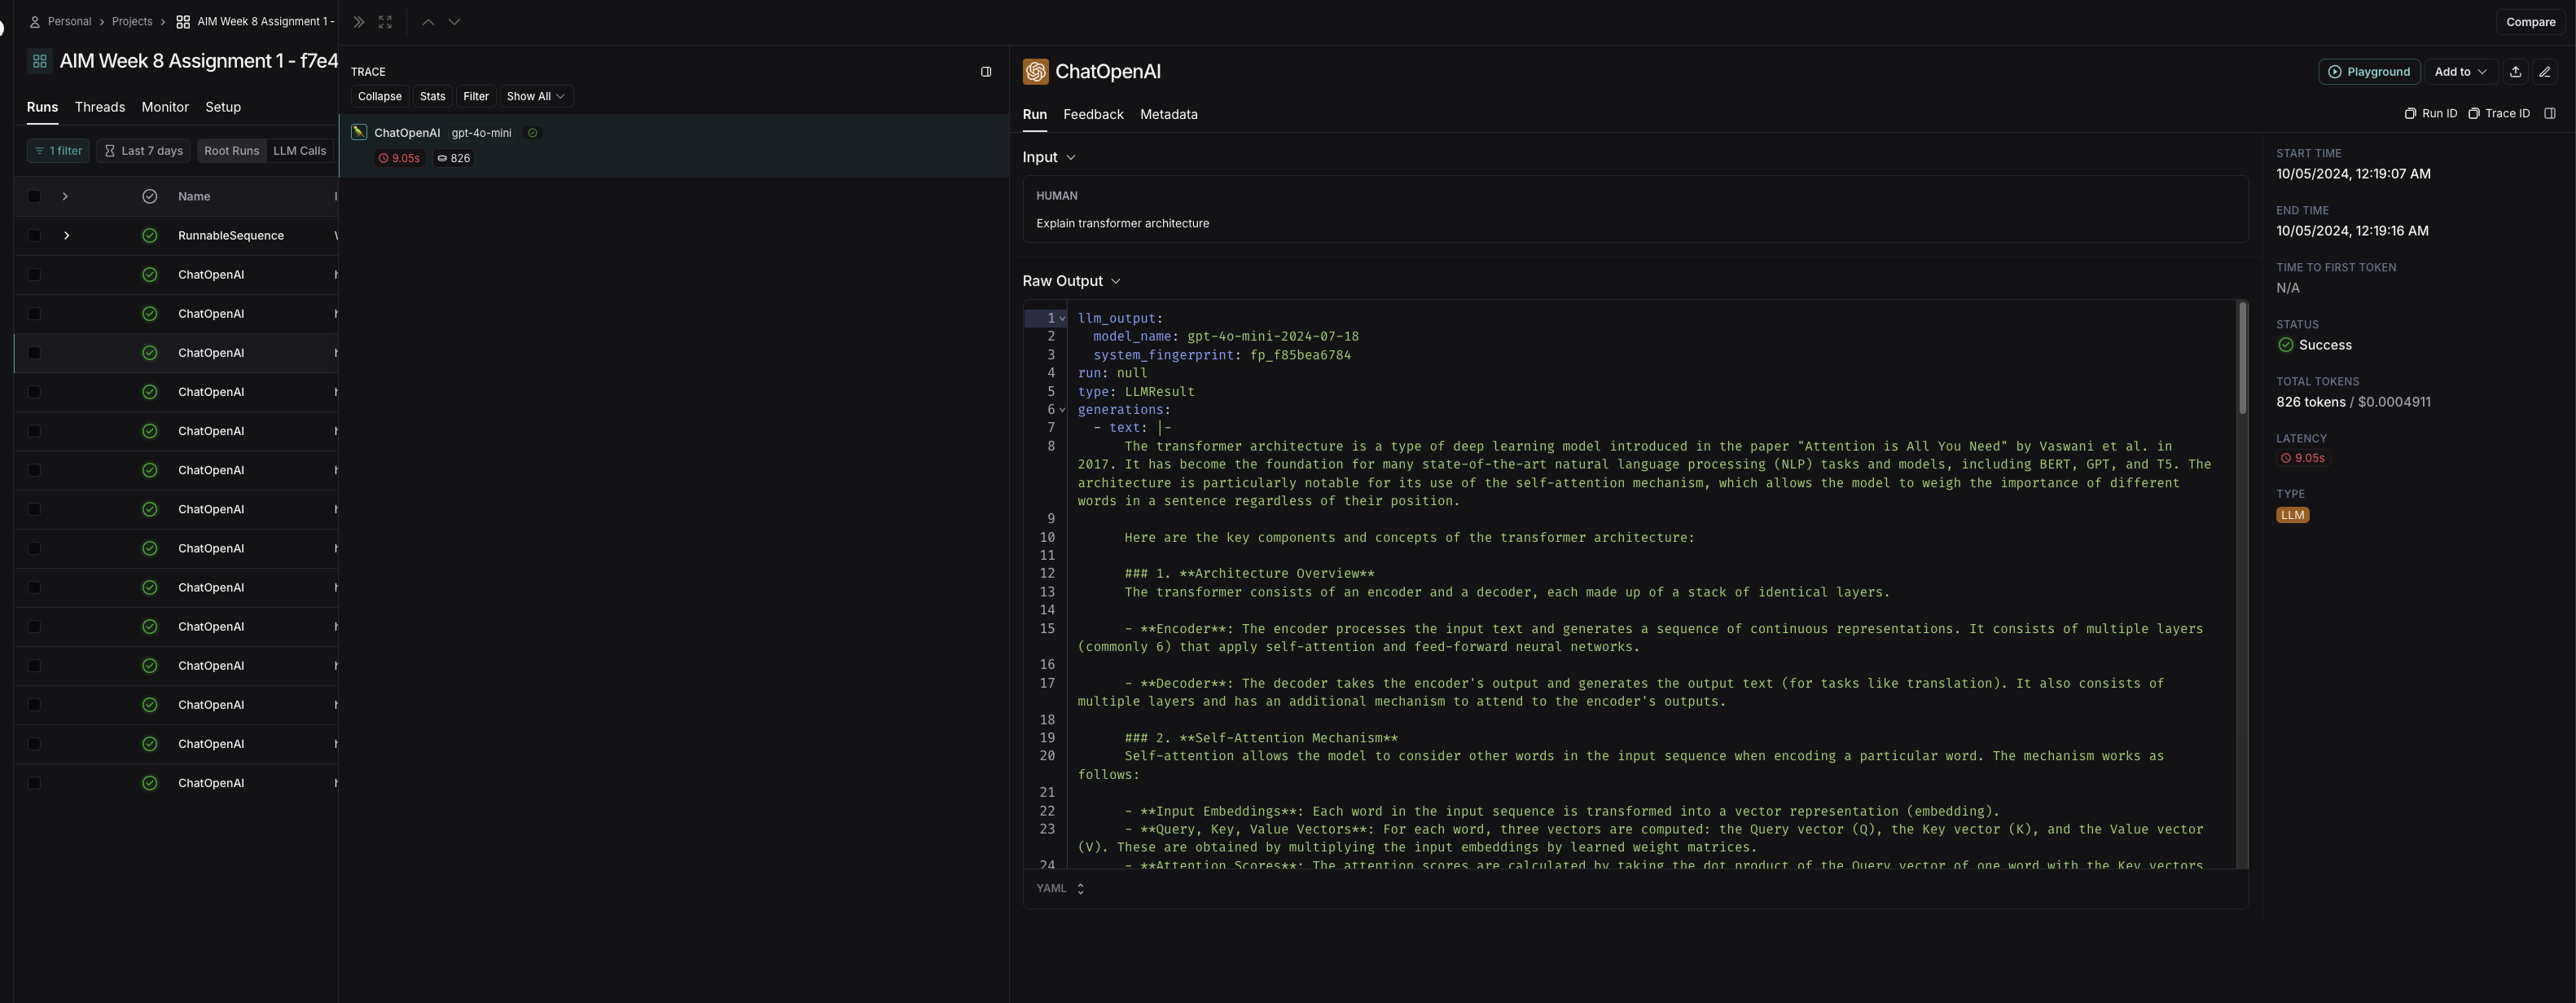 Personal > Projects > AIM Week 8 Assignment 1 -
AIM Week 8 Assignment 1 - f7e4
Runs Threads Monitor Setup
1 filter Last 7 days Root Runs LLM Calls
Name
RunnableSequence
ChatOpenAI
ChatOpenAI
ChatOpenAI
ChatOpenAI
ChatOpenAI
ChatOpenAI
ChatOpenAI
ChatOpenAI
ChatOpenAI
ChatOpenAI
ChatOpenAI
ChatOpenAI
ChatOpenAI
ChatOpenAI
TRACE
Collapse Stats Filter Show All
ChatOpenAI gpt-4o-mini
9.05s 826
Compare
ChatOpenAI
Playground Add to
Run Feedback Metadata
Run ID Trace ID
Input
HUMAN
Explain transformer architecture
Raw Output
1 llm_output:
2 model_name: gpt-4o-mini-2024-07-18
3 system_fingerprint: fp_f85bea6784
4 run: null
5 type: LLMResult
6 generations:
7 - text: |-
8 The transformer architecture is a type of deep learning model introduced in the paper "Attention is All You Need" by Vaswani et al. in
2017. It has become the foundation for many state-of-the-art natural language processing (NLP) tasks and models, including BERT, GPT, and T5. The
architecture is particularly notable for its use of the self-attention mechanism, which allows the model to weigh the importance of different
words in a sentence regardless of their position.
9
10 Here are the key components and concepts of the transformer architecture:
11
12 ### 1. **Architecture Overview**
13 The transformer consists of an encoder and a decoder, each made up of a stack of identical layers.
14
15 - **Encoder**: The encoder processes the input text and generates a sequence of continuous representations. It consists of multiple layers
(commonly 6) that apply self-attention and feed-forward neural networks.
16
17 - **Decoder**: The decoder takes the encoder's output and generates the output text (for tasks like translation). It also consists of
multiple layers and has an additional mechanism to attend to the encoder's outputs.
18
19 ### 2. **Self-Attention Mechanism**
20 Self-attention allows the model to consider other words in the input sequence when encoding a particular word. The mechanism works as
follows:
21
22 - **Input Embeddings**: Each word in the input sequence is transformed into a vector representation (embedding).
23 - **Query, Key, Value Vectors**: For each word, three vectors are computed: the Query vector (Q), the Key vector (K), and the Value vector
(V). These are obtained by multiplying the input embeddings by learned weight matrices.
24 - **Attention Scores**: The attention scores are calculated by taking the dot product of the Query vector of one word with the Key vectors
YAML
START TIME
10/05/2024, 12:19:07 AM
END TIME
10/05/2024, 12:19:16 AM
TIME TO FIRST TOKEN
N/A
STATUS
Success
TOTAL TOKENS
826 tokens / $0.0004911
LATENCY
9.05s
TYPE
LLM